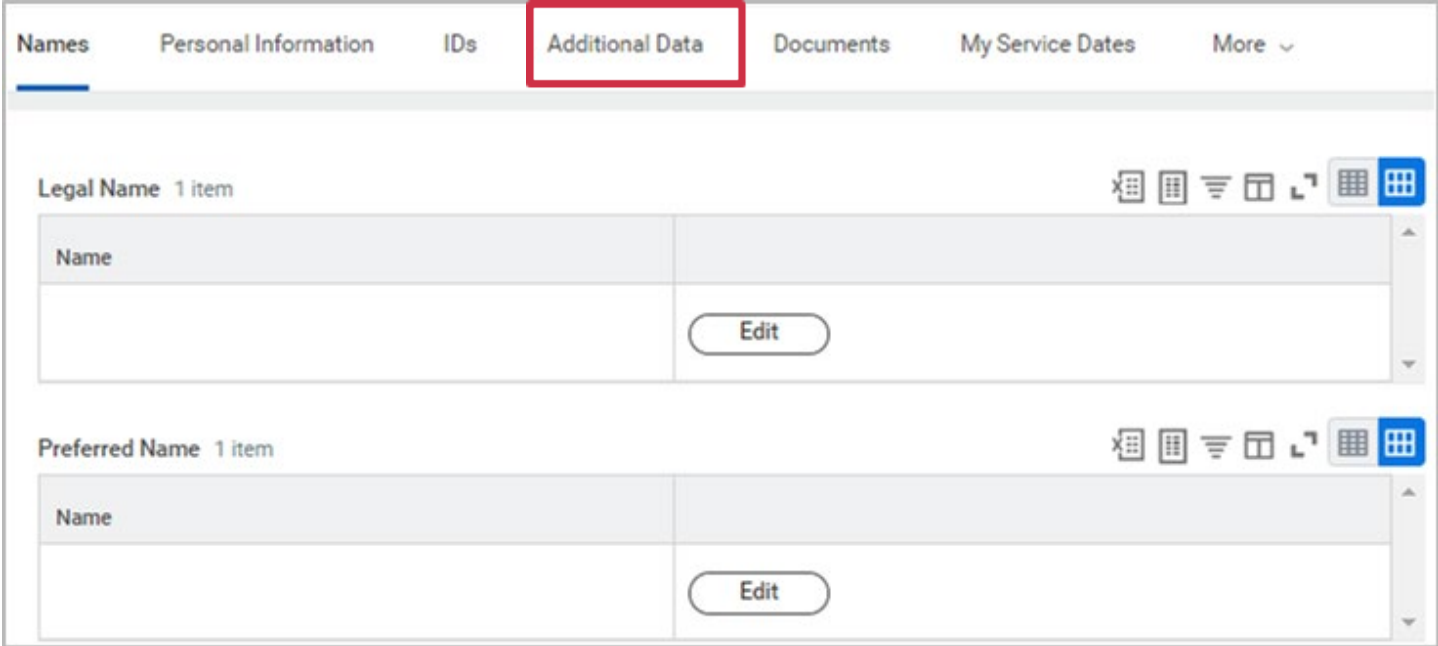 Names Personal Information IDs Additional Data Documents My Service Dates More
Legal Name 1 item
Name
Edit
Preferred Name 1 item
Name
Edit